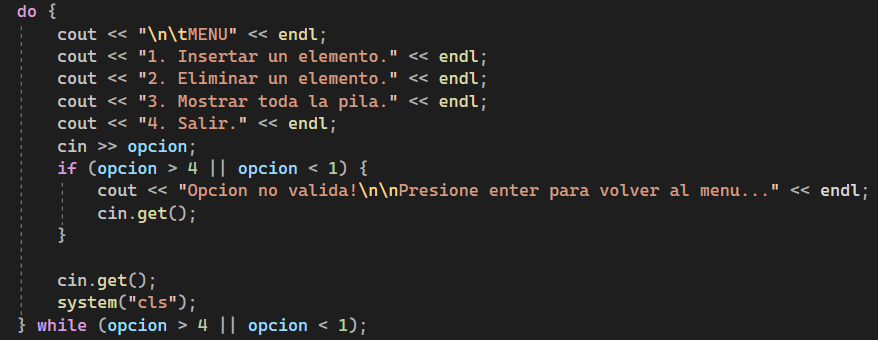 do {
cout << "\n\tMENU" << endl;
cout << "1. Insertar un elemento." << endl;
cout << "2. Eliminar un elemento." << endl;
cout << "3. Mostrar toda la pila." << endl;
cout << "4. Salir." << endl;
cin >> opcion;
if (opcion > 4 || opcion < 1) {
cout << "Opcion no valida!\n\nPresione enter para volver al menu..." << endl;
cin.get();
}
cin.get();
system("cls");
} while (opcion > 4 || opcion < 1);